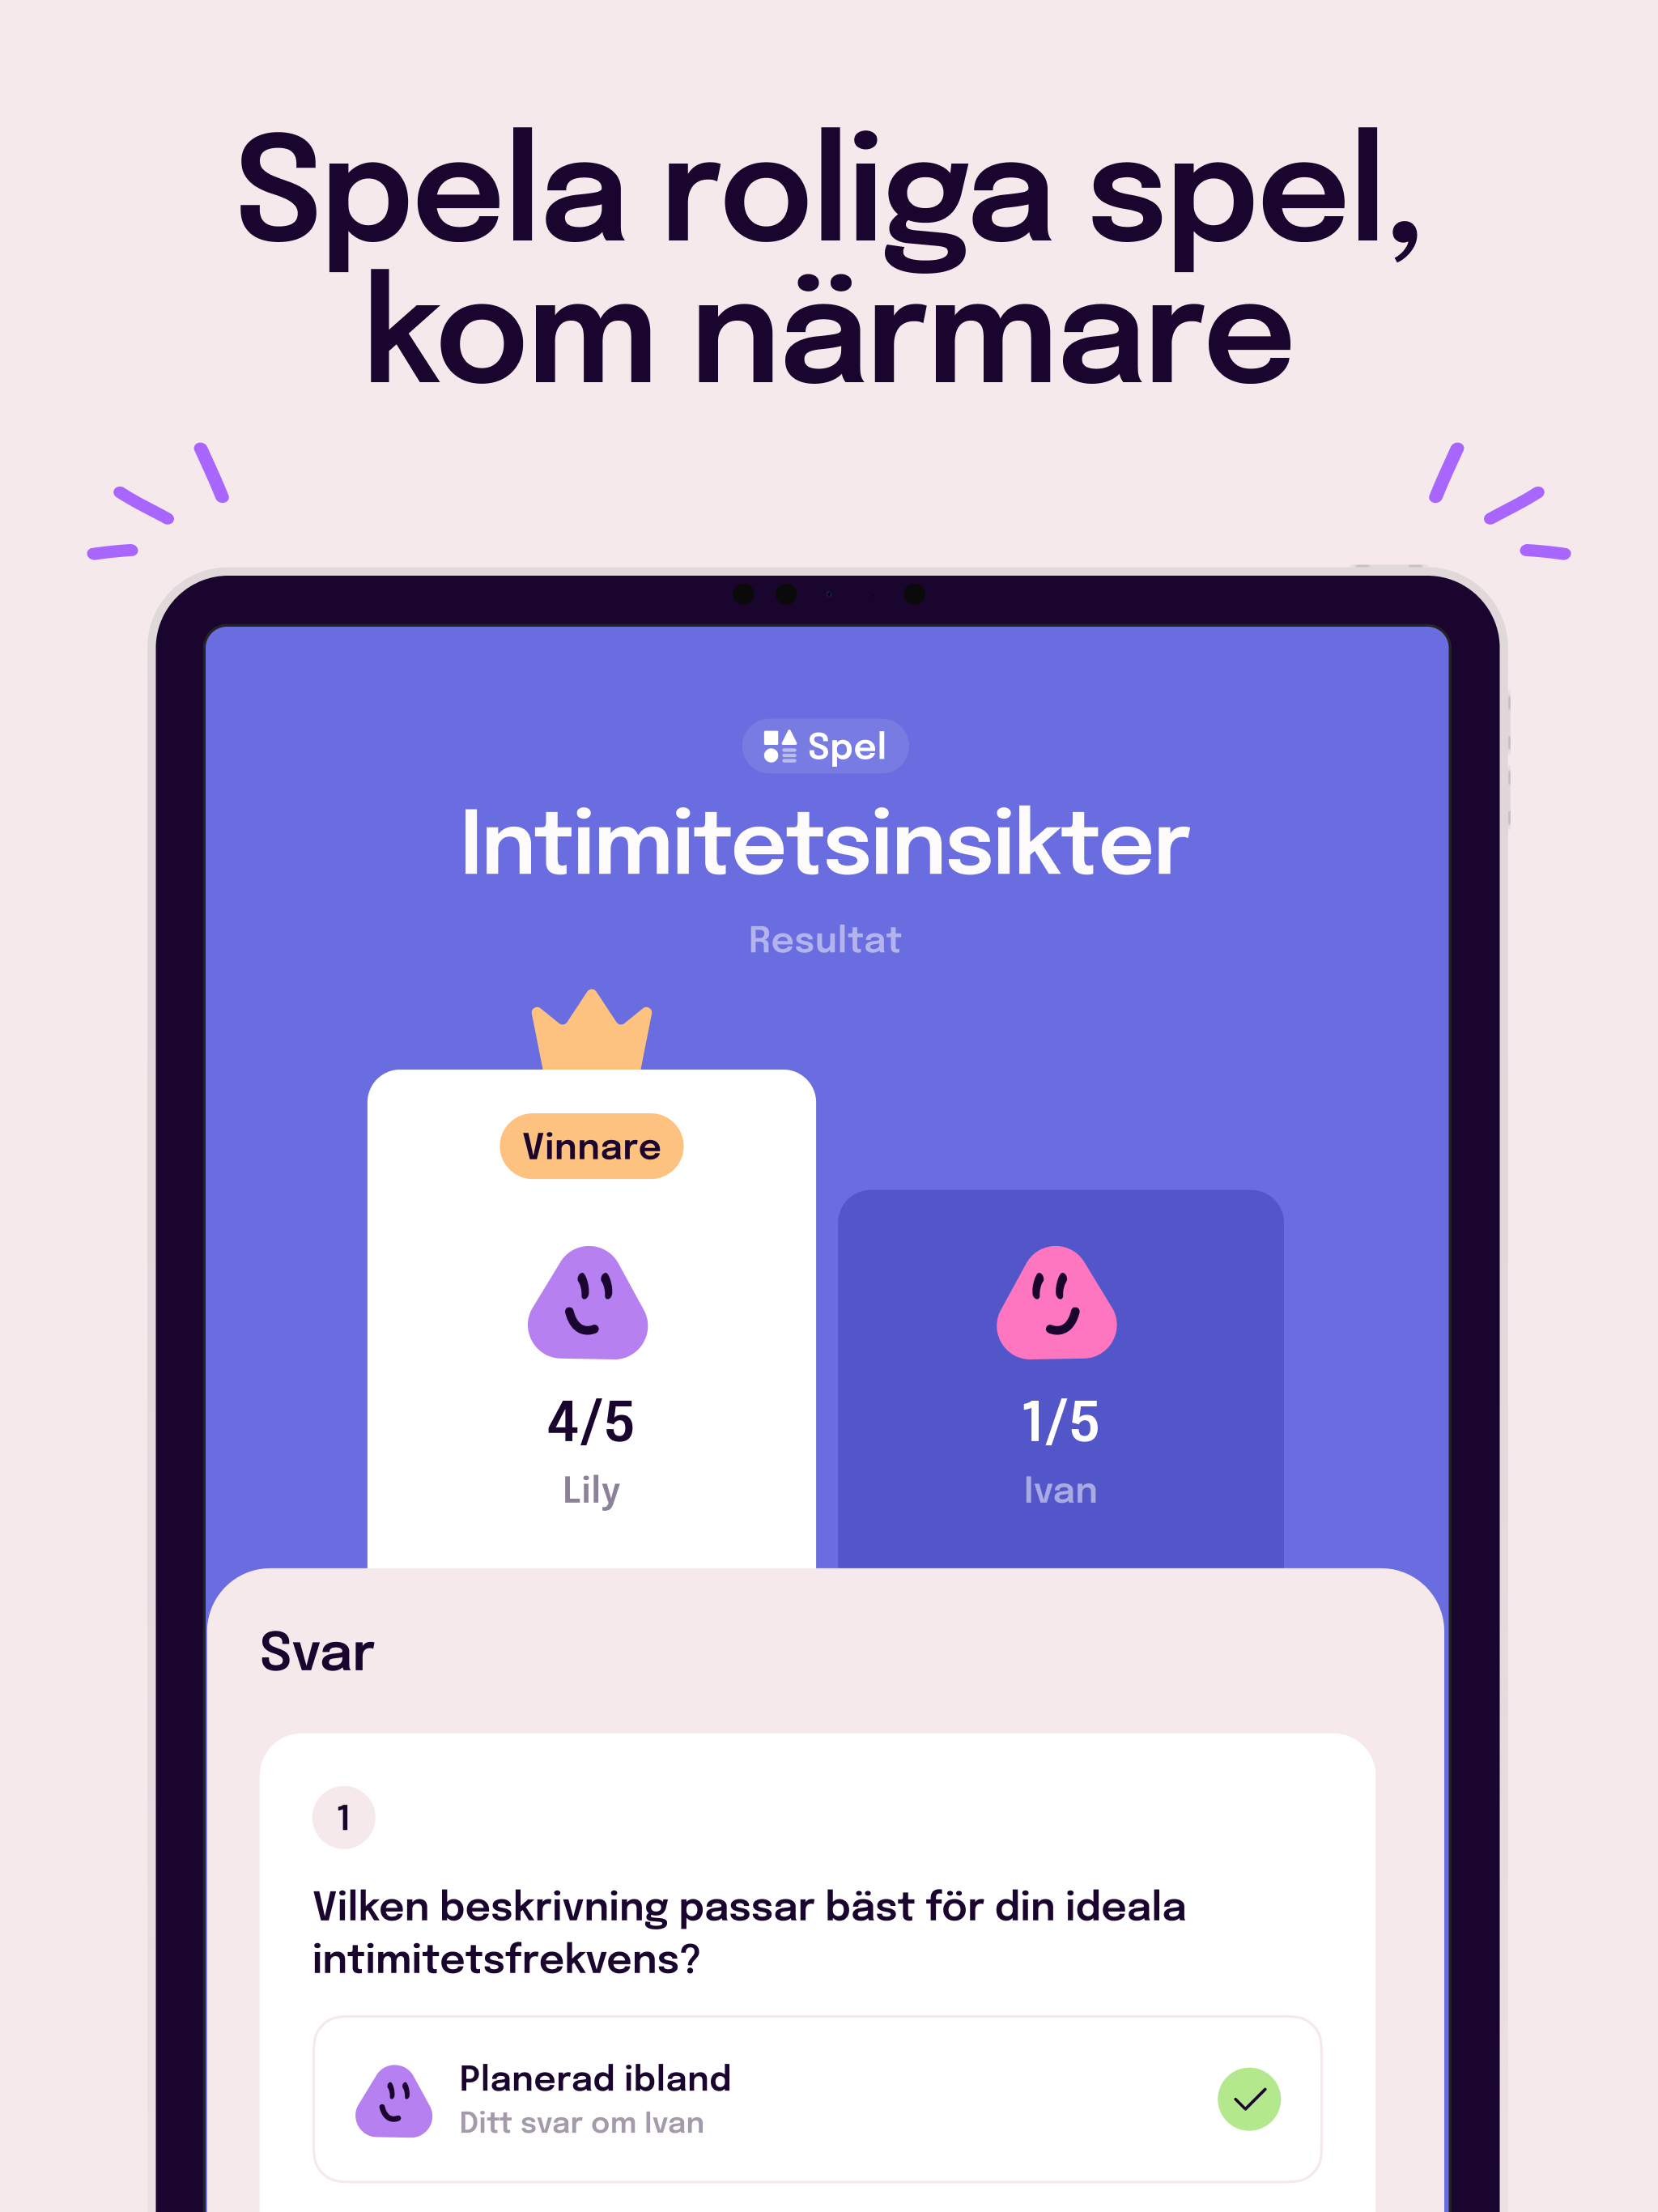 Spela roliga spel,
kom närmare
Spel
Intimitetsinsikter
Resultat
Vinnare
4/5
Lily
1/5
Ivan
Svar
1
Vilken beskrivning passar bäst för din ideala
intimitetsfrekvens?
Planerad ibland
Ditt svar om Ivan